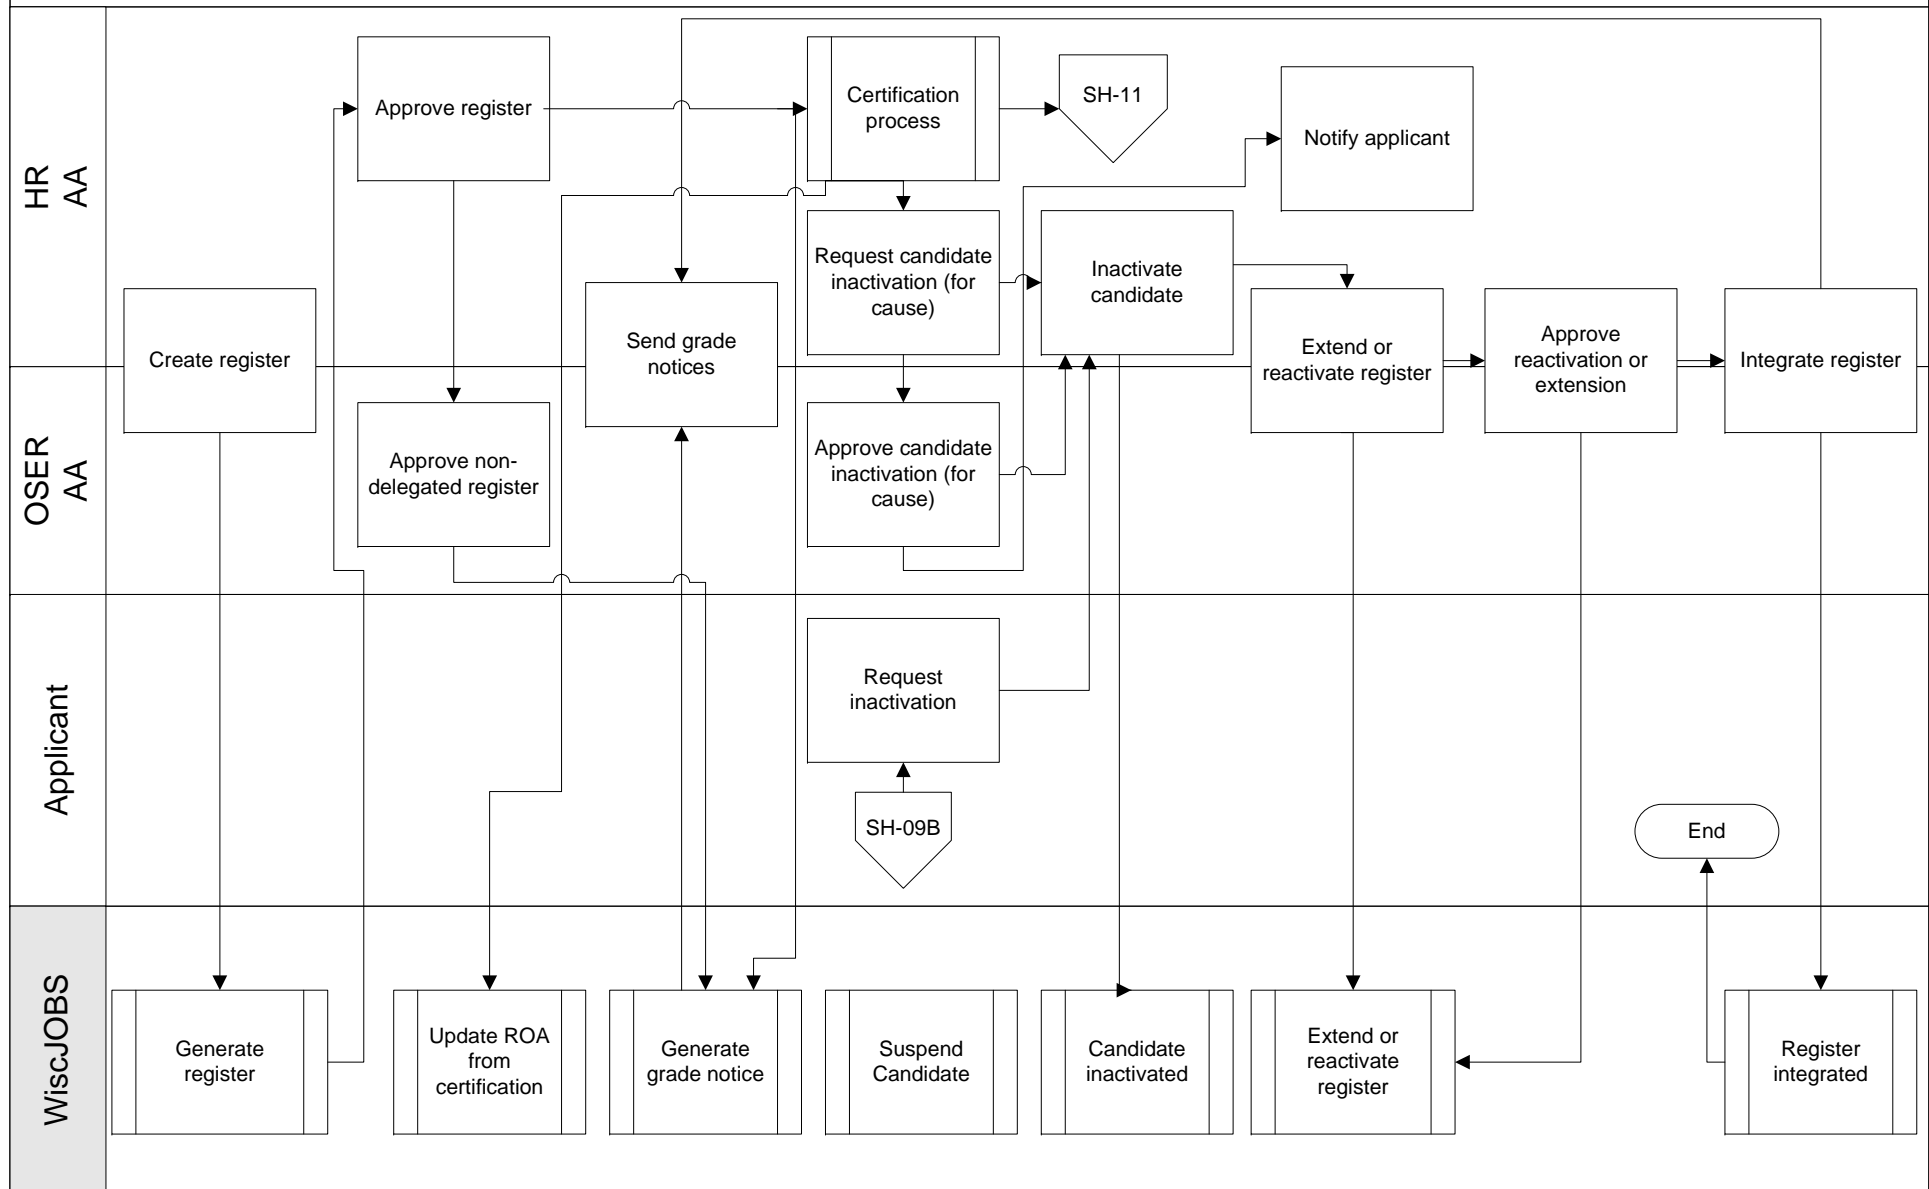 HR
AA
Approve register
Certification
process
SH-11
Notify applicant
Request candidate
inactivation (for
cause)
Inactivate
candidate
Create register
Send grade
notices
Extend or
reactivate register
Approve
reactivation or
extension
Integrate register
OSER
AA
Approve non-
delegated register
Approve candidate
inactivation (for
cause)
Applicant
Request
inactivation
SH-09B
End
WiscJOBS
Generate
register
Update ROA
from
certification
Generate
grade notice
Suspend
Candidate
Candidate
inactivated
Extend or
reactivate
register
Register
integrated